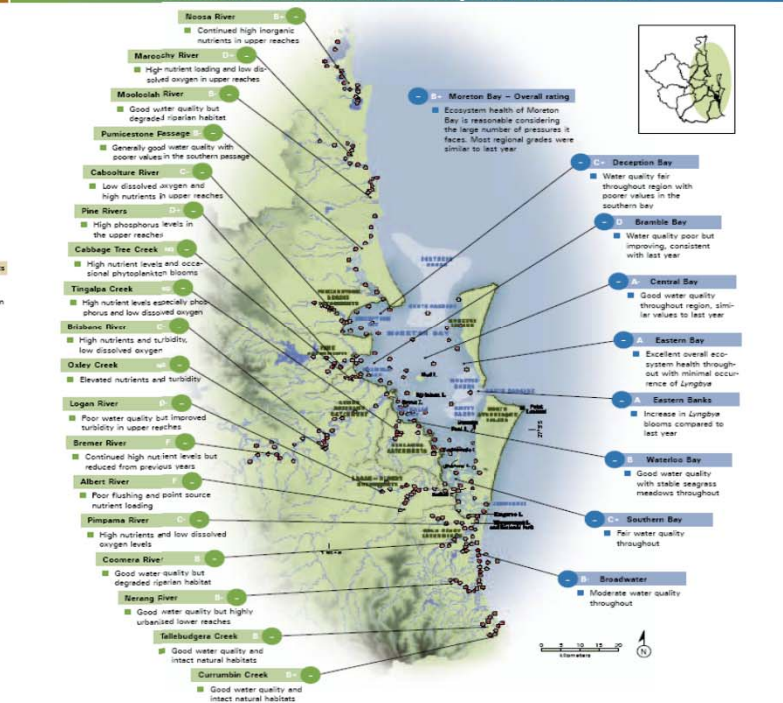 Noosa River B-
Continued high inorganic
nutrients in upper reaches
Maroochy River D+
High nutrient loading and low dis-
solved oxygen in upper reaches
Mooloolah River B-
Good water quality but
degraded riparian habitat
Pumicestone Passage
Generally good water quality with
poorer values in the southern passage
Caboolture River
Low dissolved oxygen and
high nutrients in upper reaches
Pine Rivers
High phosphorus levels in
the upper reaches
Cabbage Tree Creek
High nutrient levels and occa-
sional phytoplankton blooms
Tingalpa Creek
High nutrient levels especially phos-
phorus and low dissolved oxygen
Brisbane River
High nutrients and turbidity,
low dissolved oxygen
Oxley Creek
Elevated nutrients and turbidity
Logan River
Poor water quality but improved
turbidity in upper reaches
Bremer River F
Continued high nutrient levels but
reduced from previous years
Albert River F
Poor flushing and point source
nutrient loading
Pimpama River
High nutrients and low dissolved
oxygen levels
Coomera River B
Good water quality but
degraded riperian habitat
Nerang River B-
Good water quality but highly
urbanised lower reaches
Tallebudgera Creek B
Good water quality and
intact natural habitats
Currumbin Creek B+
Good water quality and
intact natural habitats
Moreton Bay – Overall rating
Ecosystem health of Moreton
Bay is reasonable considering
the large number of pressures it
faces. Most regional grades were
similar to last year
C+ Deception Bay
Water quality fair
throughout region with
poorer values in the
southern bay
D Bramble Bay
Water quality poor but
improving, consistent
with last year
A- Central Bay
Good water quality
throughout region, simi-
lar values to last year
A Eastern Bay
Excellent overall eco-
system health through-
out with minimal occur-
rence of Lyngbya
A Eastern Banks
Increase in Lyngbya
blooms compared to
last year
B Waterloo Bay
Good water quality
with stable seagrass
meadows throughout
C+ Southern Bay
Fair water quality
throughout
B- Broadwater
Moderate water quality
throughout
MORETON BAY
0 5 10 15 20
kilometers
N